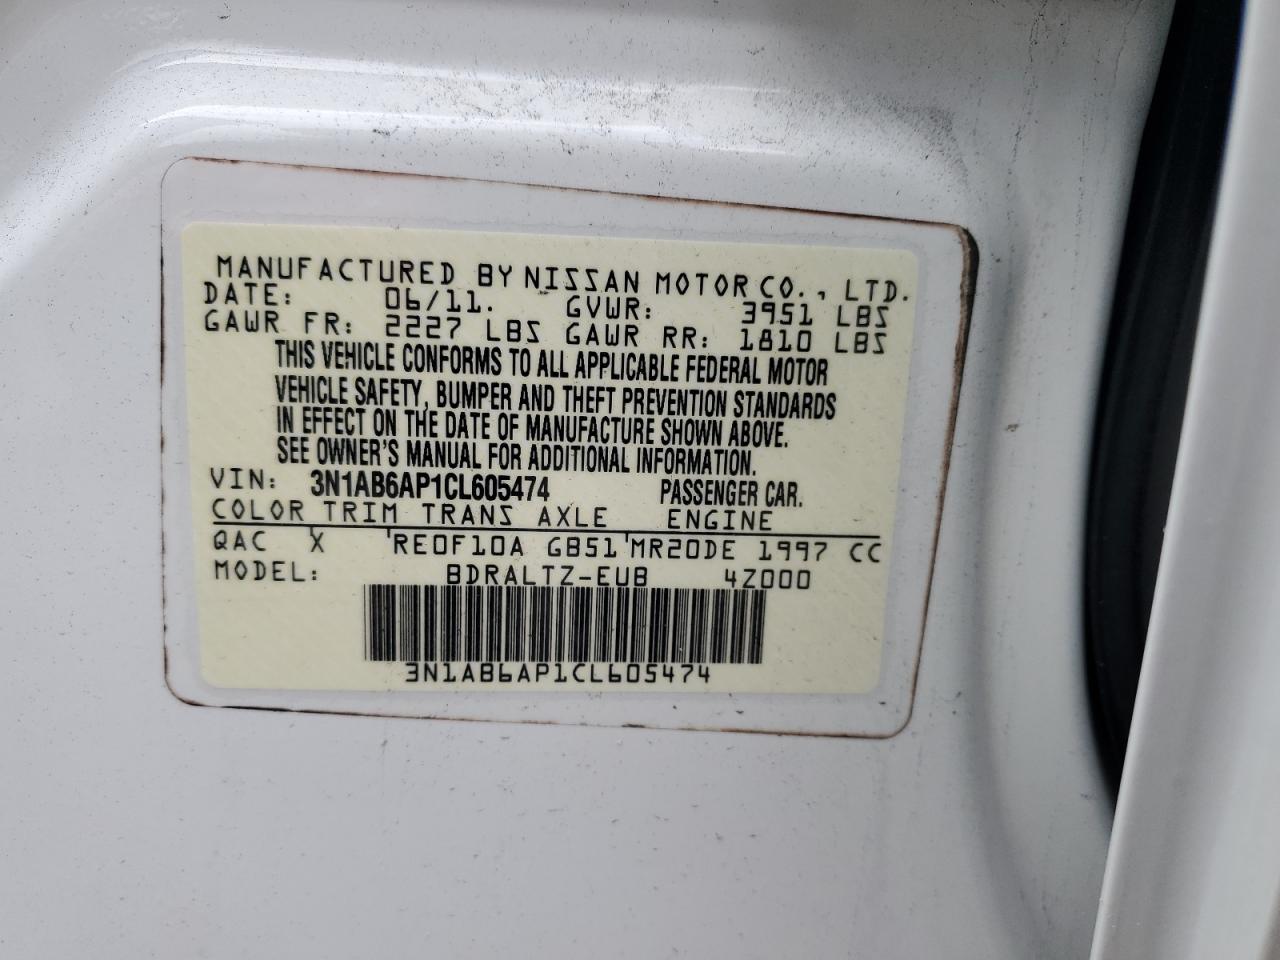 MANUFACTURED BY NISSAN MOTOR CO., LTD.
DATE: 06/11. GVWR: 3951 LBS
GAWR FR: 2227 LBS GAWR RR: 1810 LBS
THIS VEHICLE CONFORMS TO ALL APPLICABLE FEDERAL MOTOR
VEHICLE SAFETY, BUMPER AND THEFT PREVENTION STANDARDS
IN EFFECT ON THE DATE OF MANUFACTURE SHOWN ABOVE.
SEE OWNER'S MANUAL FOR ADDITIONAL INFORMATION.
VIN: 3N1AB6AP1CL605474 PASSENGER CAR.
COLOR TRIM TRANS AXLE ENGINE
QAC X 'RE0F10A GB51'MR20DE 1997 CC
MODEL: BDRALTZ-EUB 4Z000
3N1AB6AP1CL605474